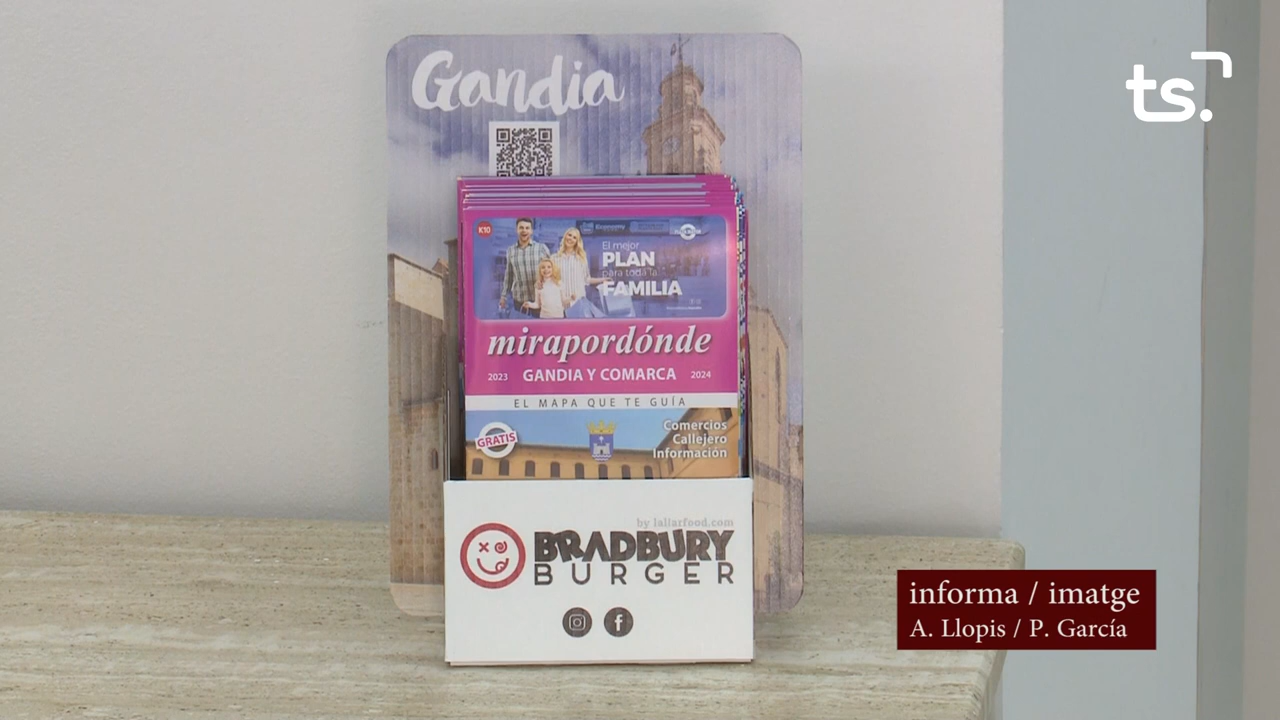 Gandia
ts.
K10
Economy
El mejor
PLAN
para toda la
FAMILIA
mirapordónde
2023 GANDIA Y COMARCA 2024
EL MAPA QUE TE GUÍA
GRATIS
Comercios
Callejero
Información
by lallarfood.com
BRADBURY
BURGER
informa / imatge
A. Llopis / P. García